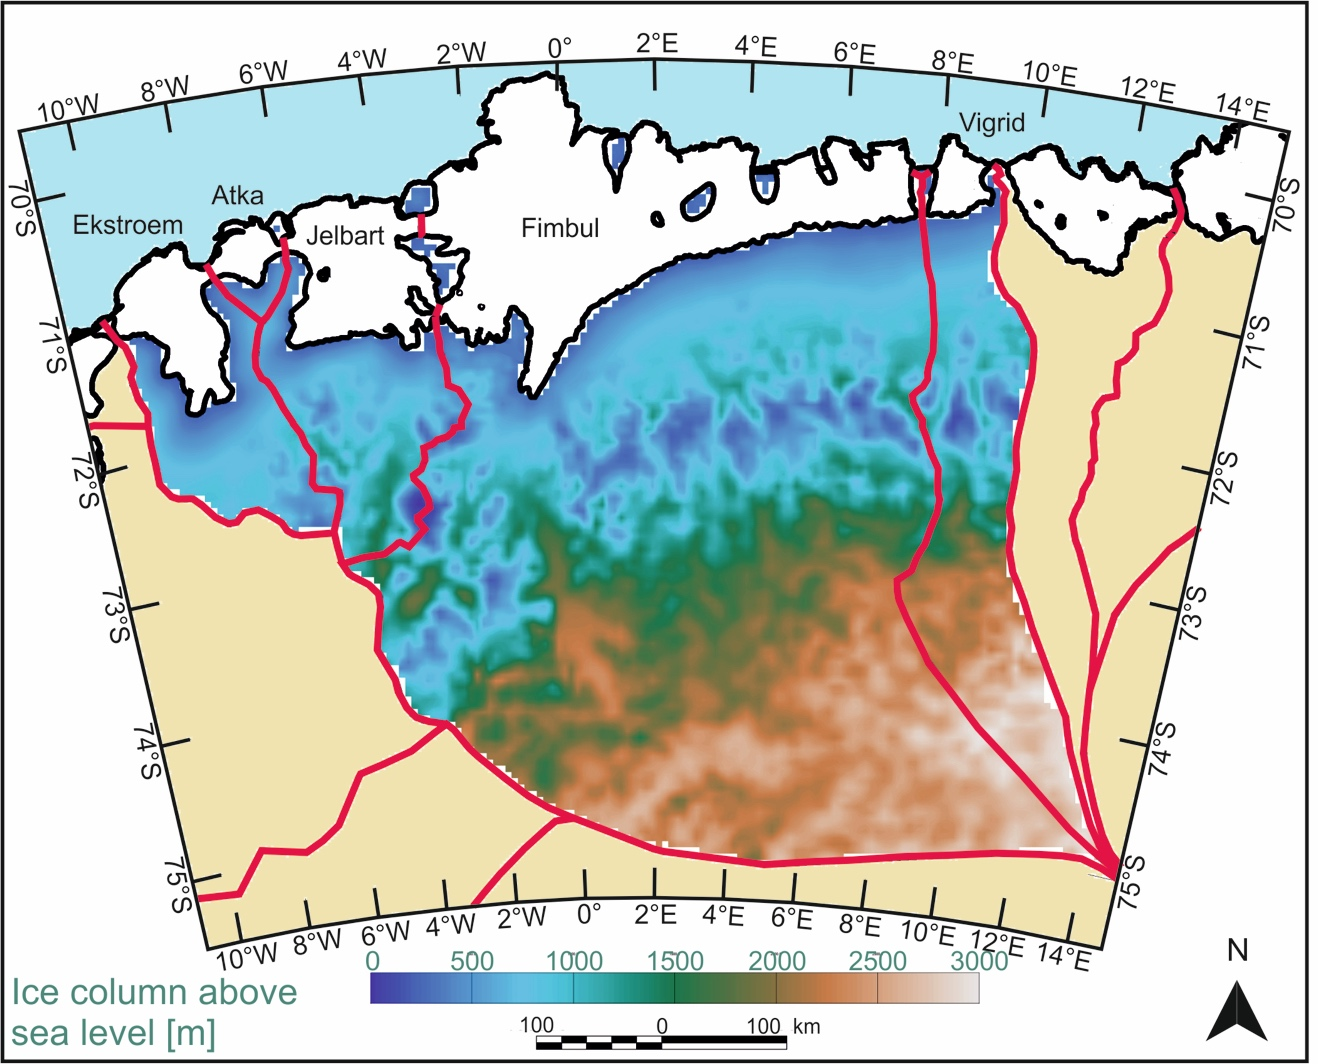 10°W 8°W 6°W 4°W 2°W 0° 2°E 4°E 6°E 8°E 10°E 12°E 14°E
Vigrid
70°S 70°S
Atka
Ekstroem
Jelbart
Fimbul
71°S 71°S
72°S 72°S
73°S 73°S
74°S 74°S
75°S 75°S
10°W 8°W 6°W 4°W 2°W 0° 2°E 4°E 6°E 8°E 10°E 12°E 14°E
0 500 1000 1500 2000 2500 3000
Ice column above
sea level [m]
100 0 100 km
N